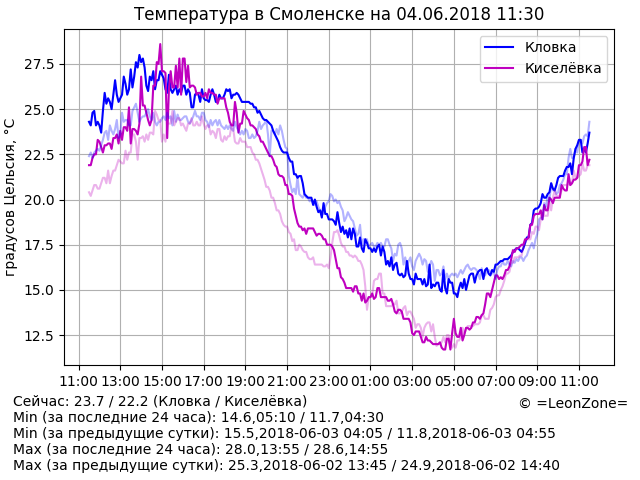 Температура в Смоленске на 04.06.2018 11:30
Кловка
Киселёвка
градусов Цельсия, °C
27.5
25.0
22.5
20.0
17.5
15.0
12.5
11:00 13:00 15:00 17:00 19:00 21:00 23:00 01:00 03:00 05:00 07:00 09:00 11:00
Сейчас: 23.7 / 22.2 (Кловка / Киселёвка)
© =LeonZone=
Min (за последние 24 часа): 14.6,05:10 / 11.7,04:30
Min (за предыдущие сутки): 15.5,2018-06-03 04:05 / 11.8,2018-06-03 04:55
Max (за последние 24 часа): 28.0,13:55 / 28.6,14:55
Max (за предыдущие сутки): 25.3,2018-06-02 13:45 / 24.9,2018-06-02 14:40